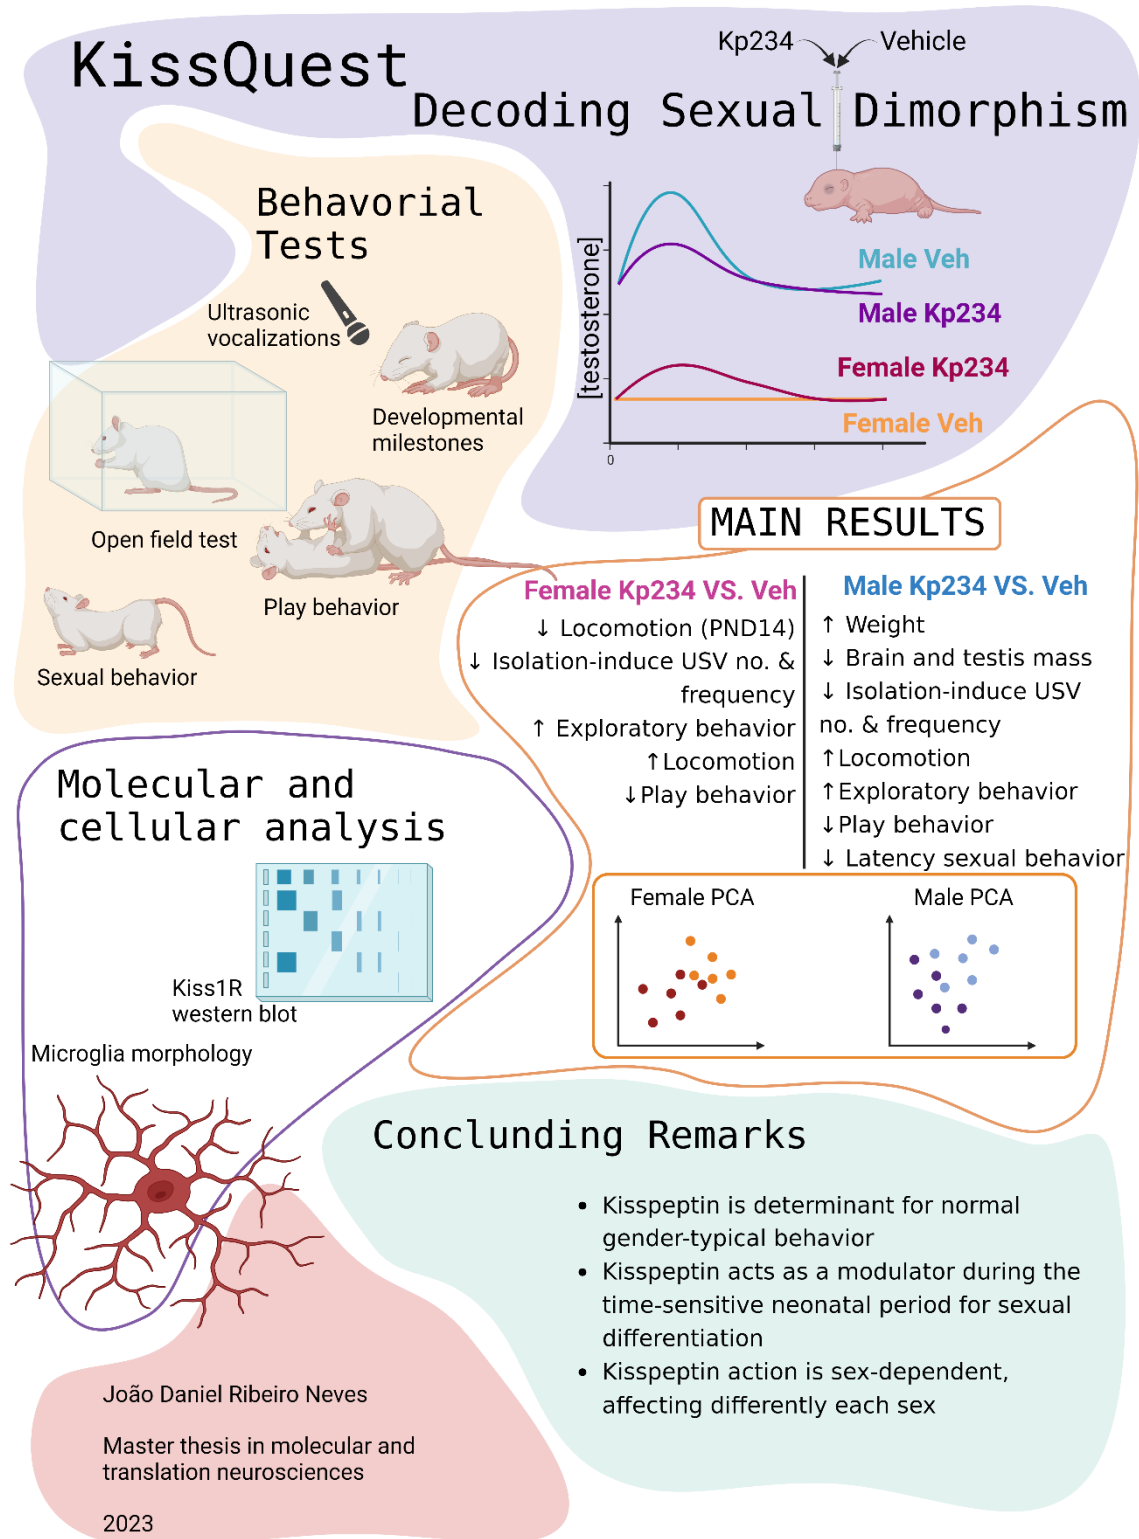 KissQuest
Decoding Sexual Dimorphism
Kp234
Vehicle
[testosterone]
Male Veh
Male Kp234
Female Kp234
Female Veh
0
Behavorial
Tests
Ultrasonic
vocalizations
Developmental
milestones
Open field test
Play behavior
Sexual behavior
MAIN RESULTS
Female Kp234 VS. Veh
↓ Locomotion (PND14)
↓ Isolation-induce USV no. &
frequency
↑ Exploratory behavior
↑Locomotion
↓Play behavior
Male Kp234 VS. Veh
↑ Weight
↓ Brain and testis mass
↓ Isolation-induce USV
no. & frequency
↑Locomotion
↑Exploratory behavior
↓Play behavior
↓ Latency sexual behavior
Female PCA
Male PCA
Molecular and
cellular analysis
Kiss1R
western blot
Microglia morphology
Conclunding Remarks
• Kisspeptin is determinant for normal
gender-typical behavior
• Kisspeptin acts as a modulator during the
time-sensitive neonatal period for sexual
differentiation
• Kisspeptin action is sex-dependent,
affecting differently each sex
João Daniel Ribeiro Neves
Master thesis in molecular and
translation neurosciences
2023